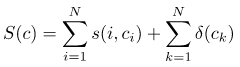 S(c) = \sum_{i=1}^{N} s(i, c_i) + \sum_{k=1}^{N} \delta(c_k)